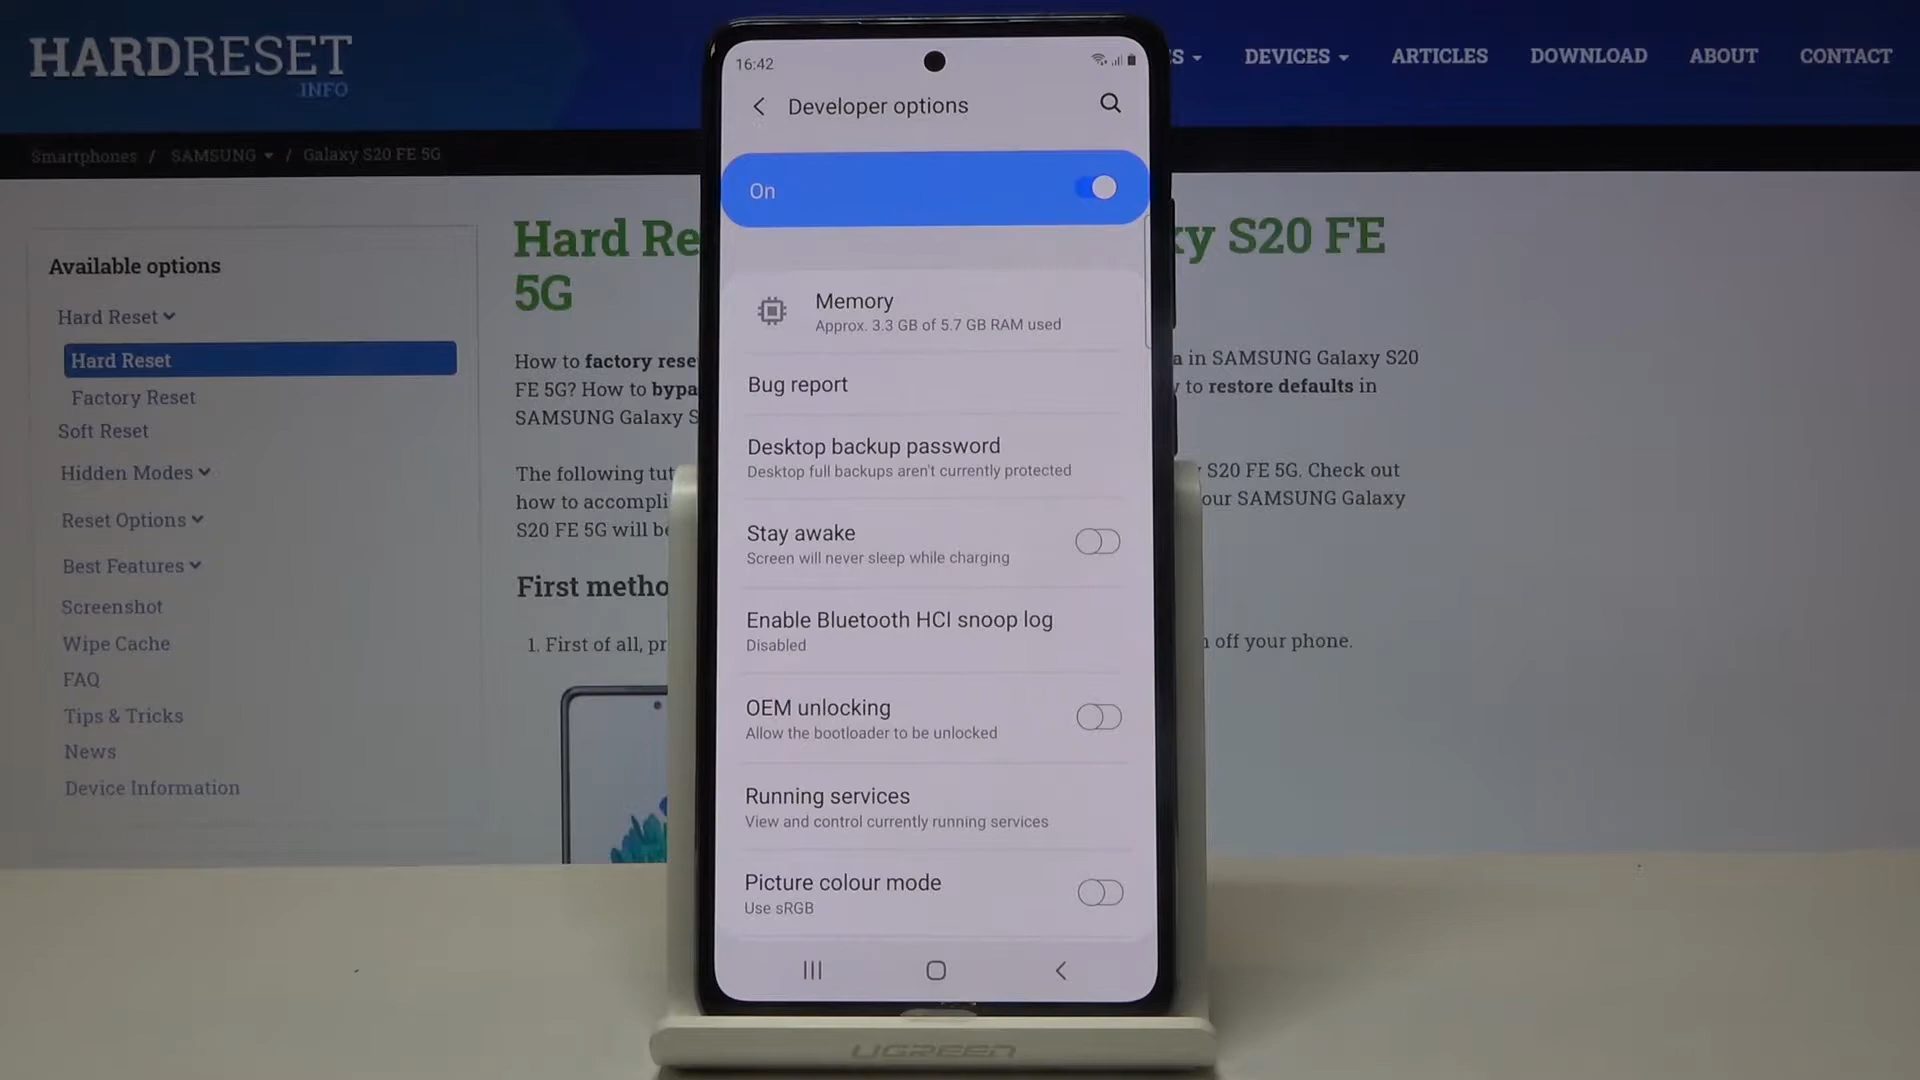 HARDRESET
.INFO
S
DEVICES
ARTICLES
DOWNLOAD
ABOUT
CONTACT
Smartphones / SAMSUNG / Galaxy S20 FE 5G
Available options
Hard Reset
Hard Reset
Factory Reset
Soft Reset
Hidden Modes
Reset Options
Best Features
Screenshot
Wipe Cache
FAQ
Tips & Tricks
News
Device Information
Hard Re
y S20 FE
5G
How to factory rese
a in SAMSUNG Galaxy S20
FE 5G? How to bypa
to restore defaults in
SAMSUNG Galaxy S
The following tut
S20 FE 5G. Check out
how to accompli
our SAMSUNG Galaxy
S20 FE 5G will be
First metho
1. First of all, pr
off your phone.
16:42
Developer options
On
Memory
Approx. 3.3 GB of 5.7 GB RAM used
Bug report
Desktop backup password
Desktop full backups aren't currently protected
Stay awake
Screen will never sleep while charging
Enable Bluetooth HCI snoop log
Disabled
OEM unlocking
Allow the bootloader to be unlocked
Running services
View and control currently running services
Picture colour mode
Use sRGB
UGREEN